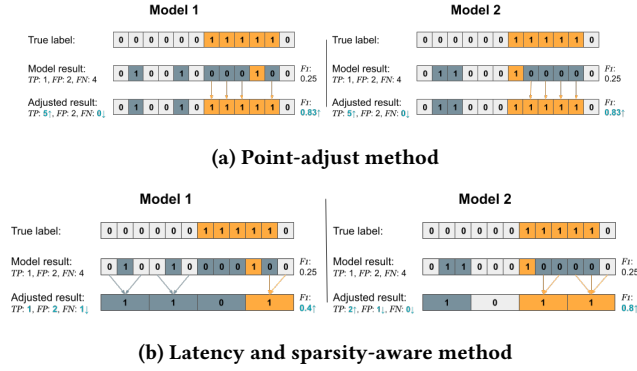 Model 1
True label: 0 0 0 0 0 0 1 1 1 1 1 0
Model result: 0 1 0 0 1 0 0 0 0 1 0 0 F1:
TP: 1, FP: 2, FN: 4 0.25
Adjusted result: 0 1 0 0 1 0 1 1 1 1 1 0 F1:
TP: 5↑, FP: 2, FN: 0↓ 0.83↑
Model 2
True label: 0 0 0 0 0 0 1 1 1 1 1 0
Model result: 0 1 1 0 0 0 1 0 0 0 0 0 F1:
TP: 1, FP: 2, FN: 4 0.25
Adjusted result: 0 1 1 0 0 0 1 1 1 1 1 0 F1:
TP: 5↑, FP: 2, FN: 0↓ 0.83↑
(a) Point-adjust method
Model 1
True label: 0 0 0 0 0 0 1 1 1 1 1 0
Model result: 0 1 0 0 1 0 0 0 0 1 0 0 F1:
TP: 1, FP: 2, FN: 4 0.25
Adjusted result: 1 1 0 1 F1:
TP: 1, FP: 2, FN: 1↓ 0.4↑
Model 2
True label: 0 0 0 0 0 0 1 1 1 1 1 0
Model result: 0 1 1 0 0 0 1 0 0 0 0 0 F1:
TP: 1, FP: 2, FN: 4 0.25
Adjusted result: 1 0 1 1 F1:
TP: 2↑, FP: 1↓, FN: 0↓ 0.8↑
(b) Latency and sparsity-aware method